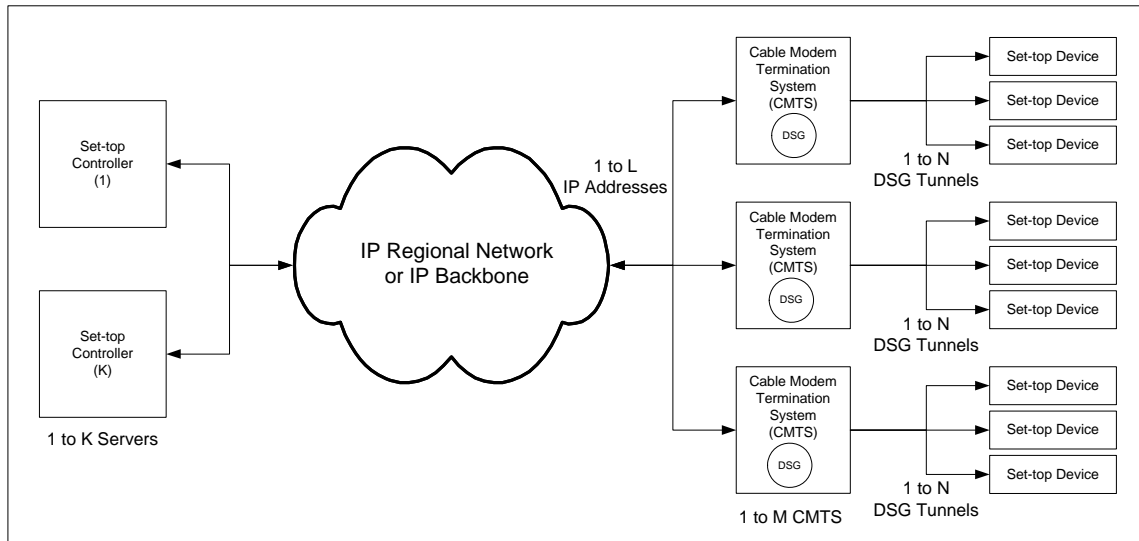 Set-top
Controller
(1)
Set-top
Controller
(K)
1 to K Servers
IP Regional Network
or IP Backbone
1 to L
IP Addresses
Cable Modem
Termination
System
(CMTS)
DSG
1 to N
DSG Tunnels
Set-top Device
Set-top Device
Set-top Device
Cable Modem
Termination
System
(CMTS)
DSG
1 to N
DSG Tunnels
Set-top Device
Set-top Device
Set-top Device
Cable Modem
Termination
System
(CMTS)
DSG
1 to N
DSG Tunnels
Set-top Device
Set-top Device
Set-top Device
1 to M CMTS